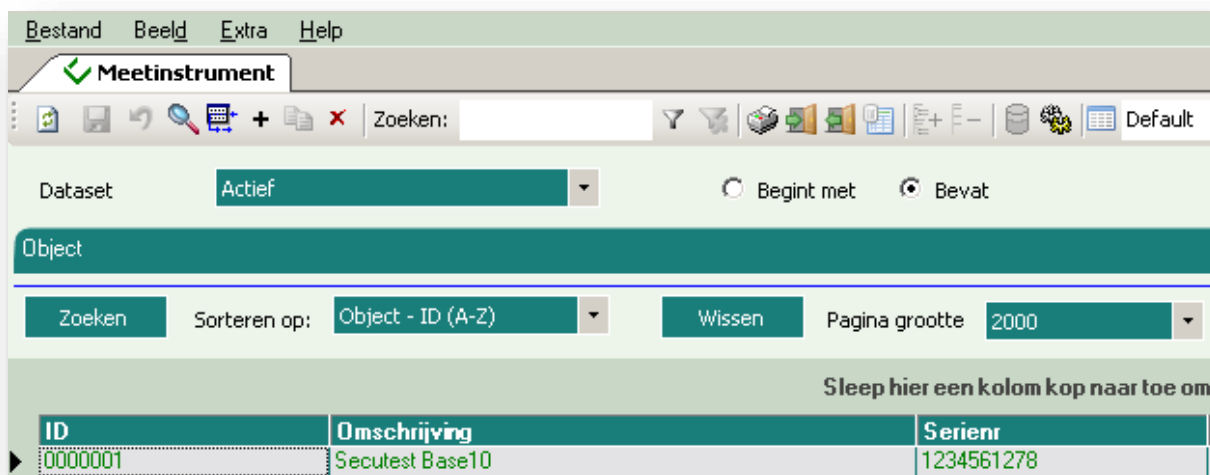 Bestand Beeld Extra Help
Meetinstrument
Zoeken: Default
Dataset Actief Begint met Bevat
Object
Zoeken Sorteren op: Object - ID (A-Z) Wissen Pagina grootte 2000
Sleep hier een kolom kop naar toe om
ID Omschrijving Serienr
0000001 Secutest Base10 1234561278